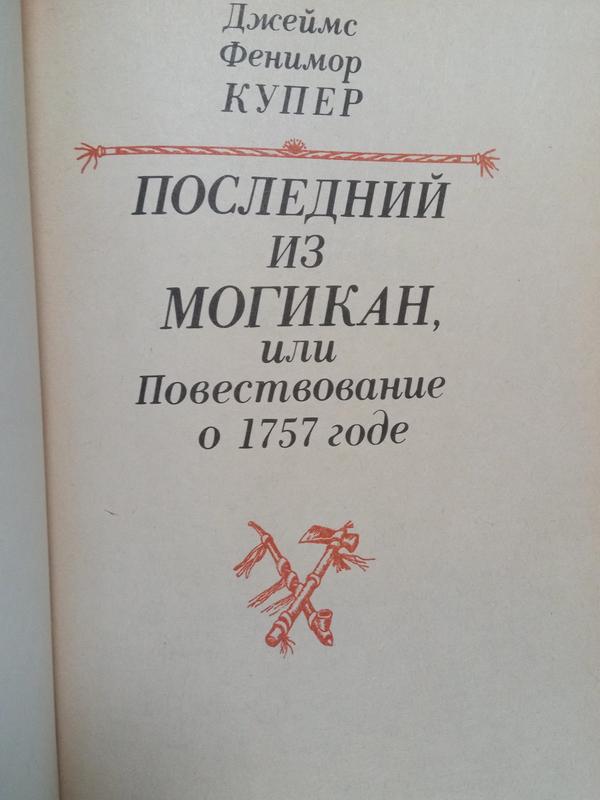 Джеймс
Фенимор
КУПЕР
ПОСЛЕДНИЙ
ИЗ
МОГИКАН,
или
Повествование
о 1757 годе